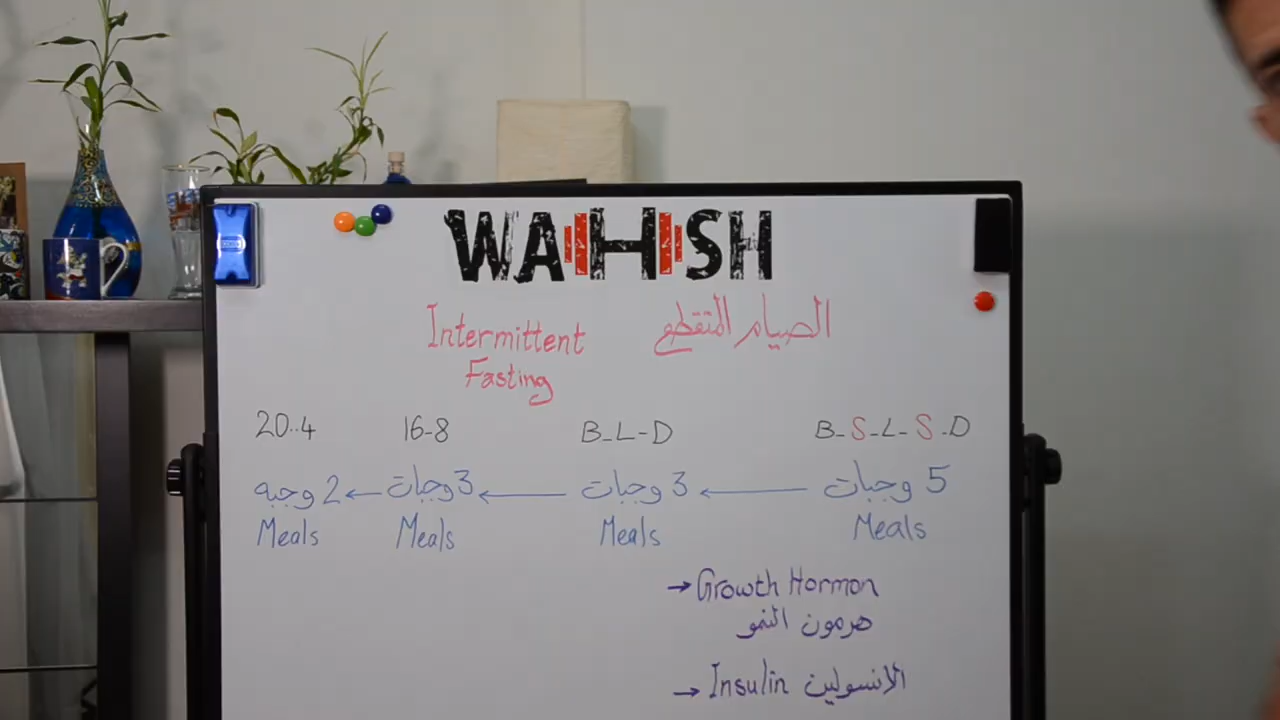 WAHSH
Intermittent الصيام المتقطع
Fasting
20..4 16-8 B-L-D B-S-L-S-D
2 وجبه ← 3 وجبات ← 3 وجبات ← 5 وجبات
Meals Meals Meals Meals
→ Growth Hormon
هرمون النمو
→ Insulin الانسولين